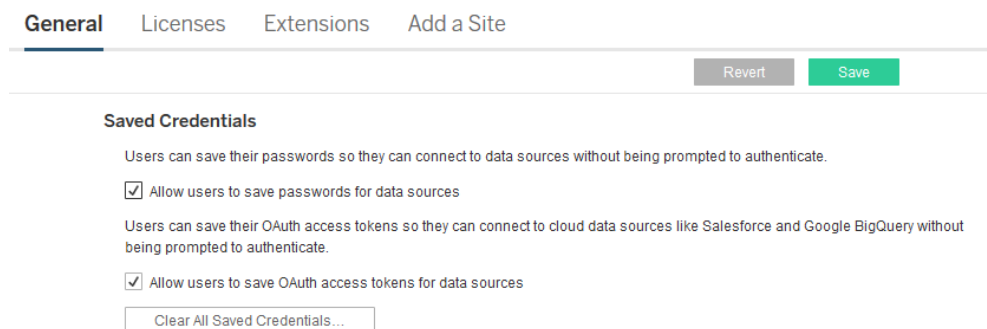 General Licenses Extensions Add a Site
Revert Save
Saved Credentials
Users can save their passwords so they can connect to data sources without being prompted to authenticate.
Allow users to save passwords for data sources
Users can save their OAuth access tokens so they can connect to cloud data sources like Salesforce and Google BigQuery without
being prompted to authenticate.
Allow users to save OAuth access tokens for data sources
Clear All Saved Credentials...